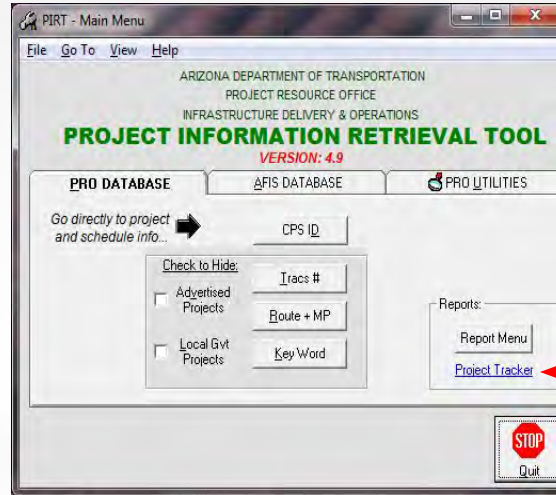 PIRT - Main Menu
File Go To View Help
ARIZONA DEPARTMENT OF TRANSPORTATION
PROJECT RESOURCE OFFICE
INFRASTRUCTURE DELIVERY & OPERATIONS
PROJECT INFORMATION RETRIEVAL TOOL
VERSION: 4.9
PRO DATABASE AFIS DATABASE PRO UTILITIES
Go directly to project
and schedule info...
CPS ID
Check to Hide:
Advertised
Projects
Local Gvt
Projects
Tracs #
Route + MP
Key Word
Reports:
Report Menu
Project Tracker
STOP
Quit